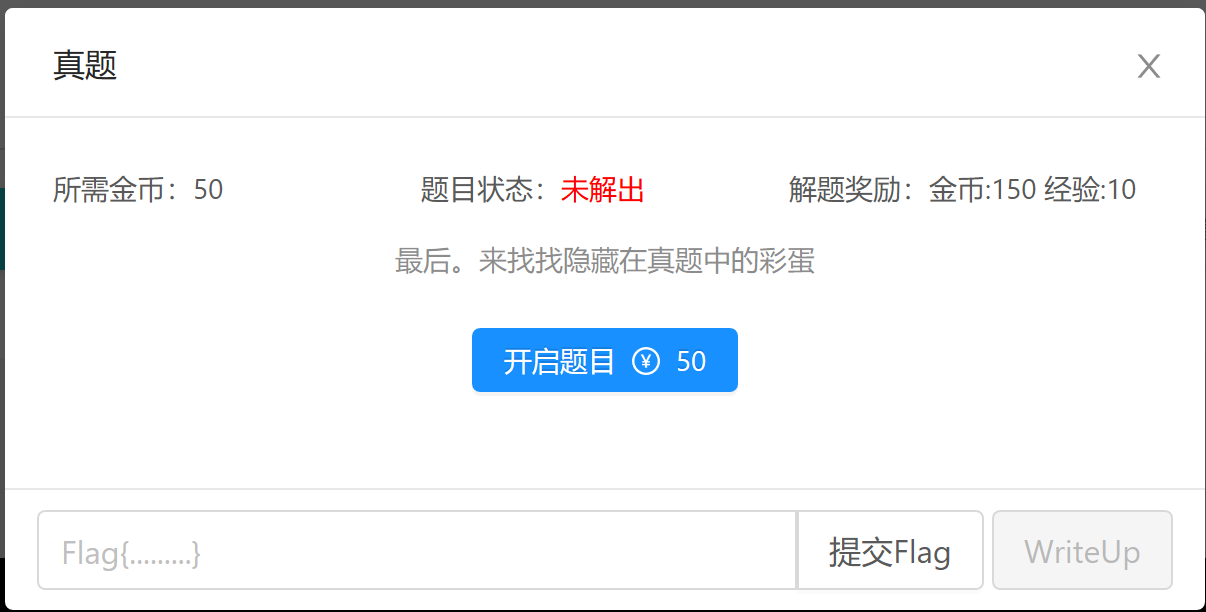 真题
所需金币：50 题目状态：未解出 解题奖励：金币:150 经验:10
最后。来找找隐藏在真题中的彩蛋
开启题目 ¥ 50
Flag{.........} 提交Flag WriteUp